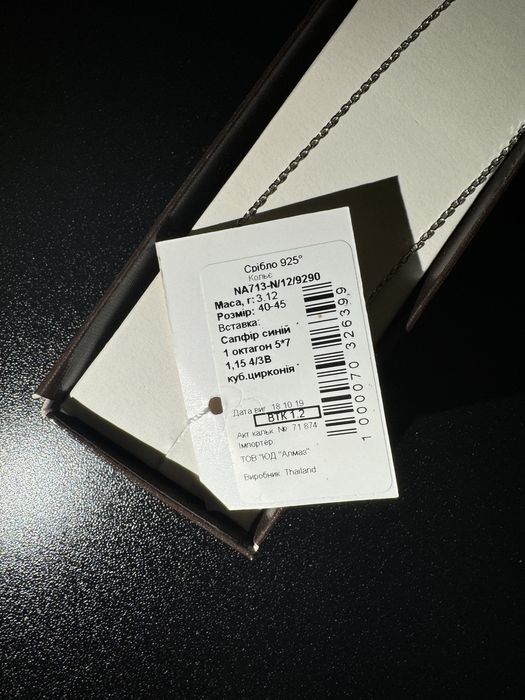 Срібло 925°
Кольє
NA713-N/12/9290
Маса, г: 3.12
Розмір: 40-45
Вставка:
Сапфір синій
1 октагон 5*7
1,15 4/3В
куб.цирконія
Дата виг. 18.10.19
ВТК 1.2
Акт кальк. № 71 874
Імпортер:
ТОВ "ЮД "Алмаз"
Виробник Thailand
1000070326399